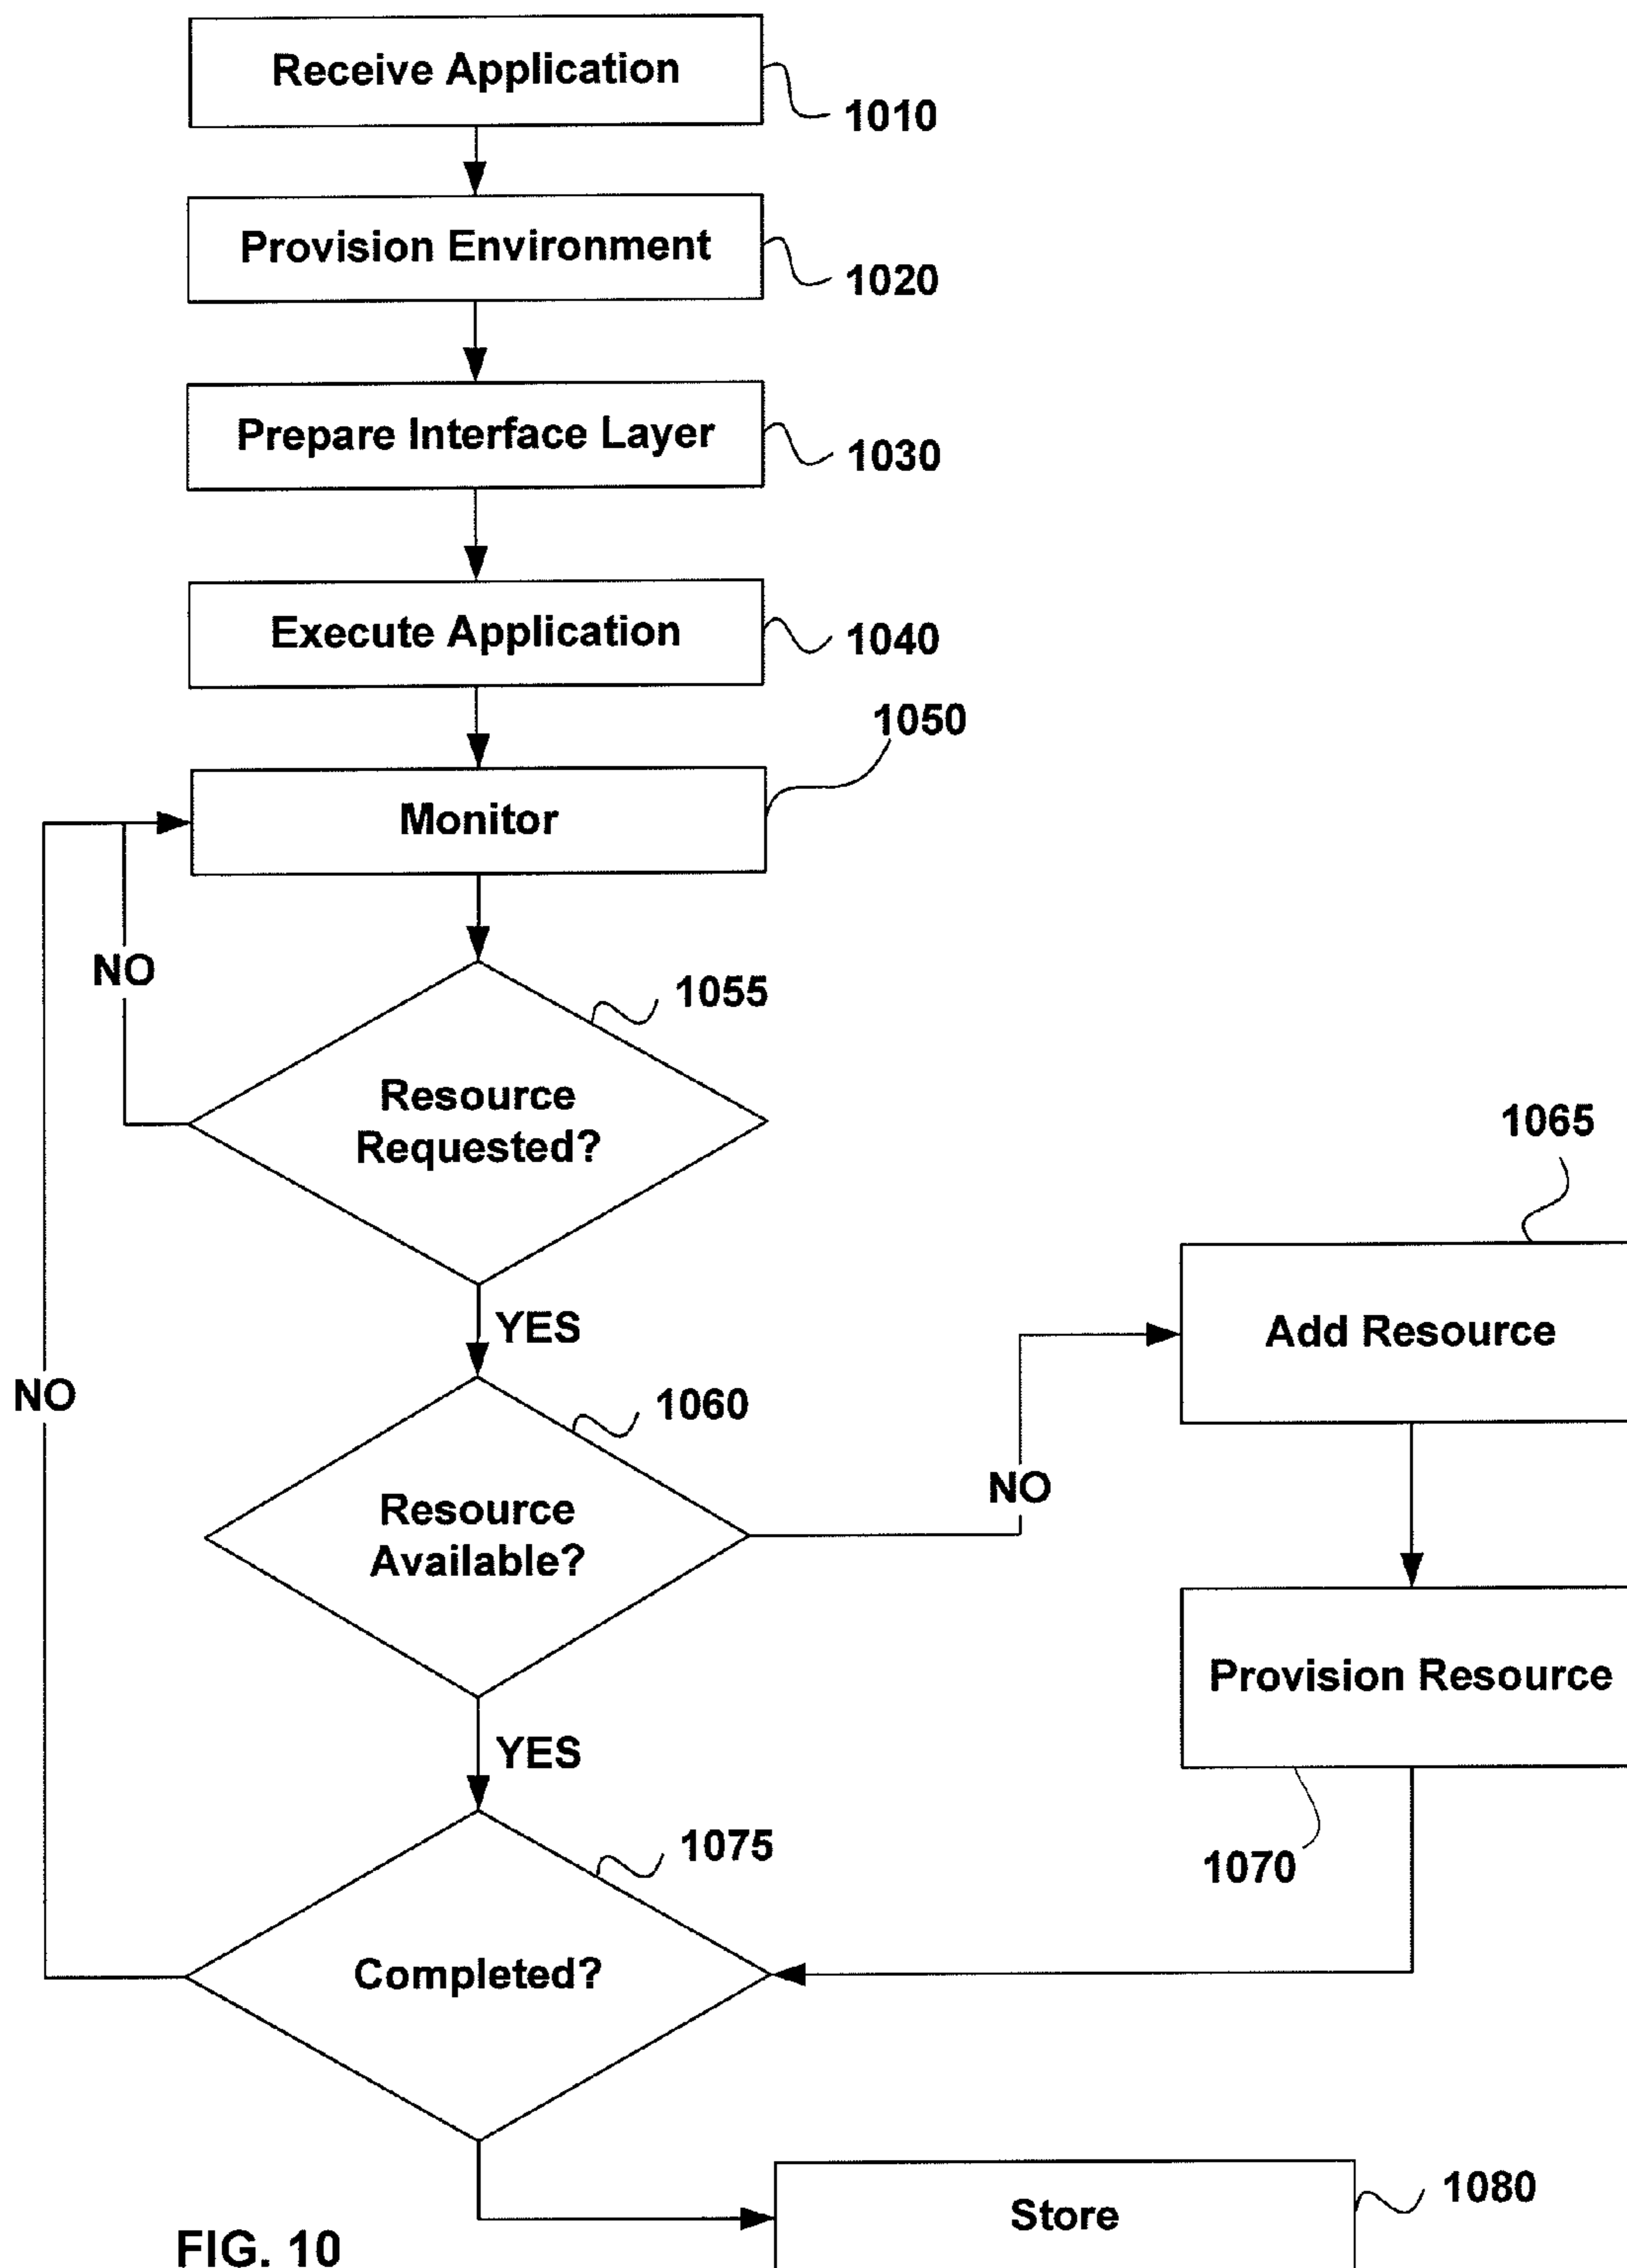 Receive Application
1010
Provision Environment
1020
Prepare Interface Layer
1030
Execute Application
1040
1050
Monitor
NO
1055
Resource
Requested?
YES
1065
Add Resource
NO
1060
Resource
Available?
NO
Provision Resource
YES
1070
1075
Completed?
1080
Store
FIG. 10